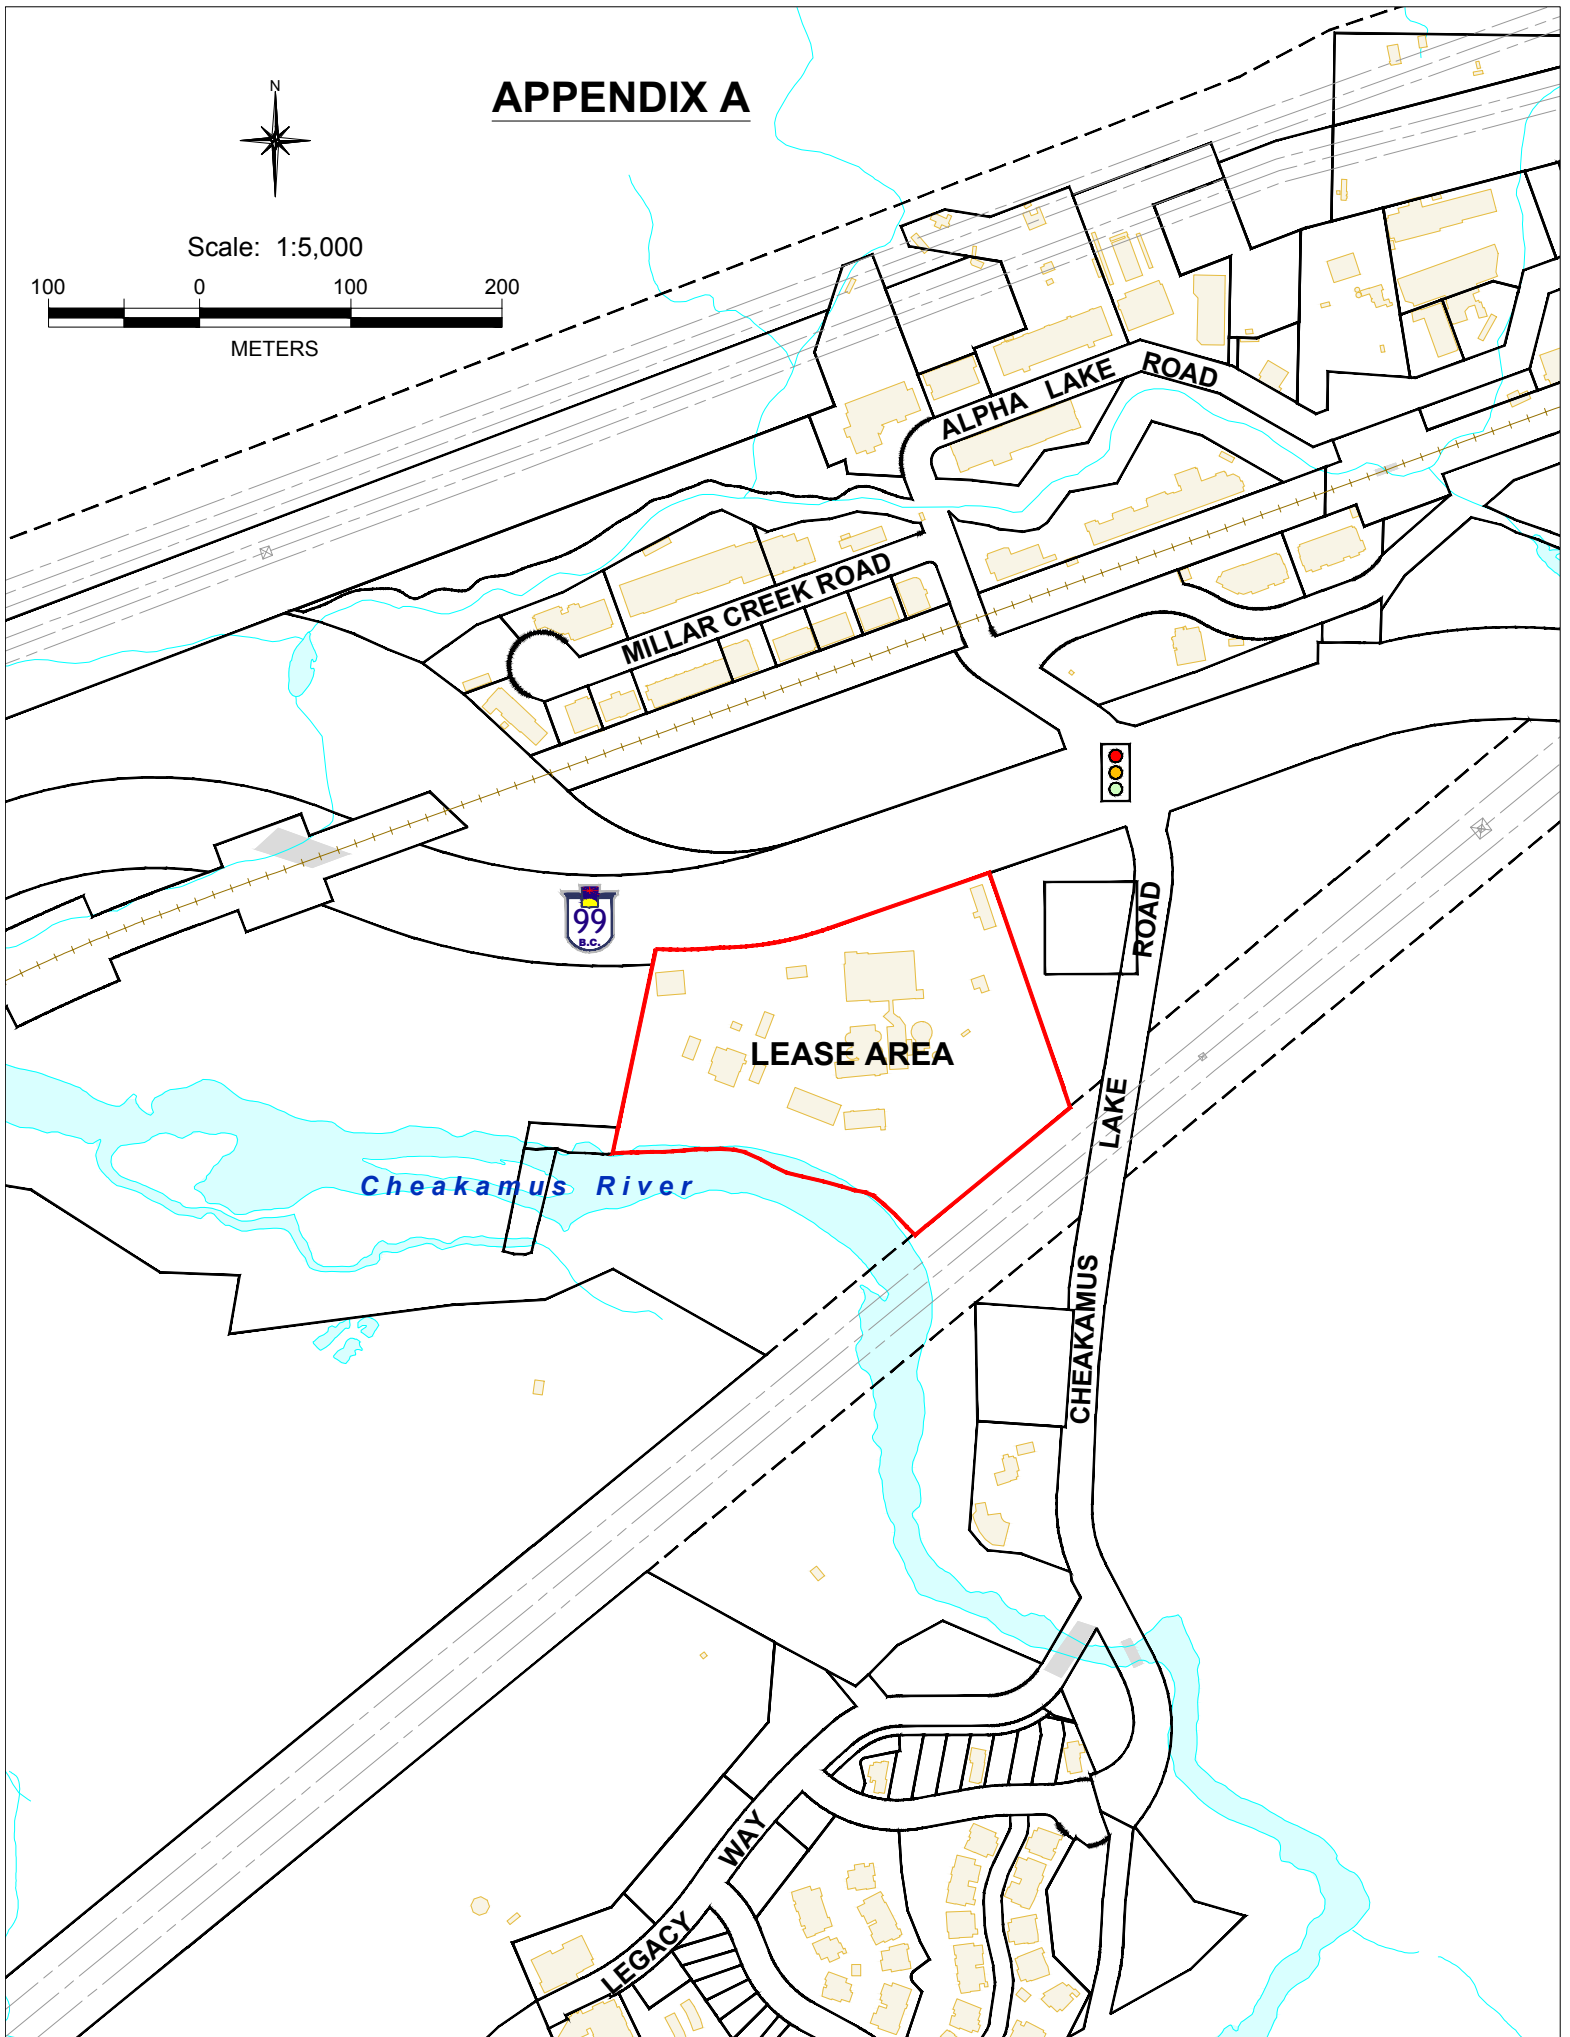 APPENDIX A
N
Scale: 1:5,000
100 0 100 200
METERS
ALPHA LAKE ROAD
MILLAR CREEK ROAD
99
B.C.
ROAD
LEASE AREA
LAKE
Cheakamus River
CHEAKAMUS
WAY
LEGACY